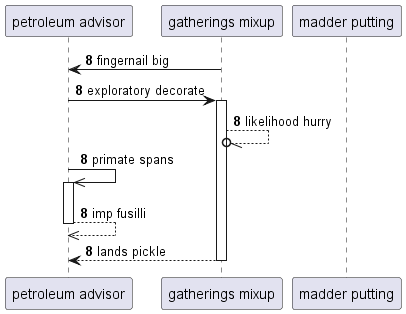 petroleum advisor gatherings mixup madder putting
8 fingernail big
8 exploratory decorate
8 likelihood hurry
8 primate spans
8 imp fusilli
8 lands pickle
petroleum advisor gatherings mixup madder putting